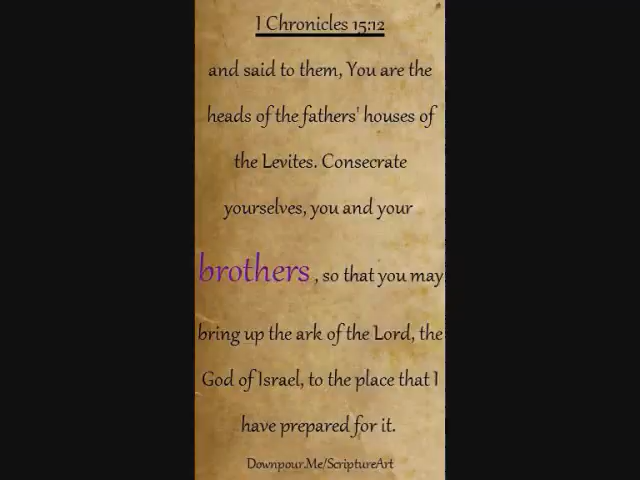 1 Chronicles 15:12
and said to them, You are the
heads of the fathers' houses of
the Levites. Consecrate
yourselves, you and your
brothers , so that you may
bring up the ark of the Lord, the
God of Israel, to the place that I
have prepared for it.
Downpour.Me/ScriptureArt